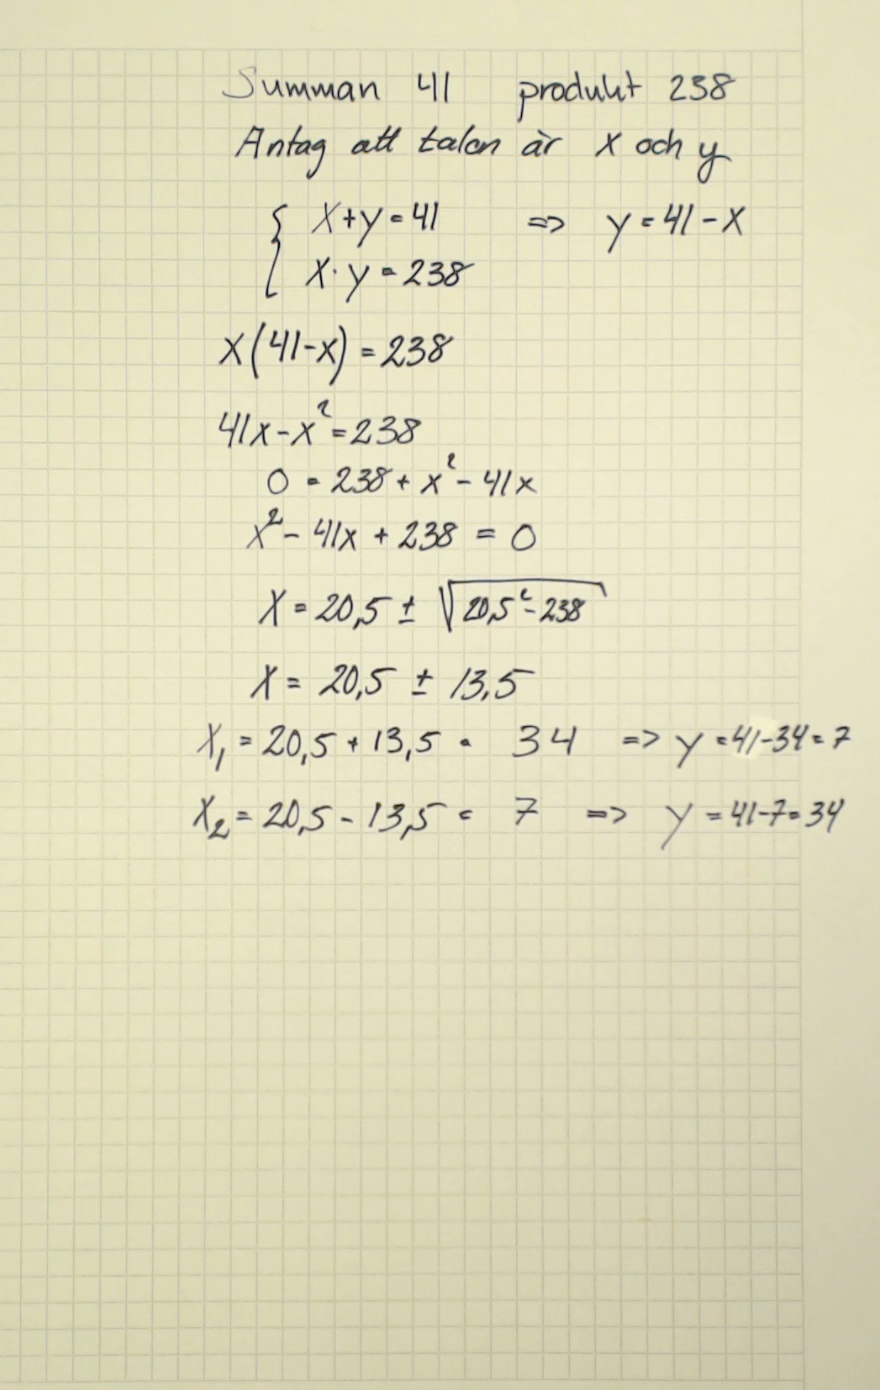 Summan 41 produkt 238
Antag att talen är x och y
{ x+y=41 => y=41-x
x·y=238
x(41-x)=238
41x-x²=238
0=238+x²-41x
x²-41x+238=0
x=20,5±√(20,5²-238)
x=20,5±13,5
x₁=20,5+13,5=34 => y=41-34=7
x₂=20,5-13,5=7 => y=41-7=34